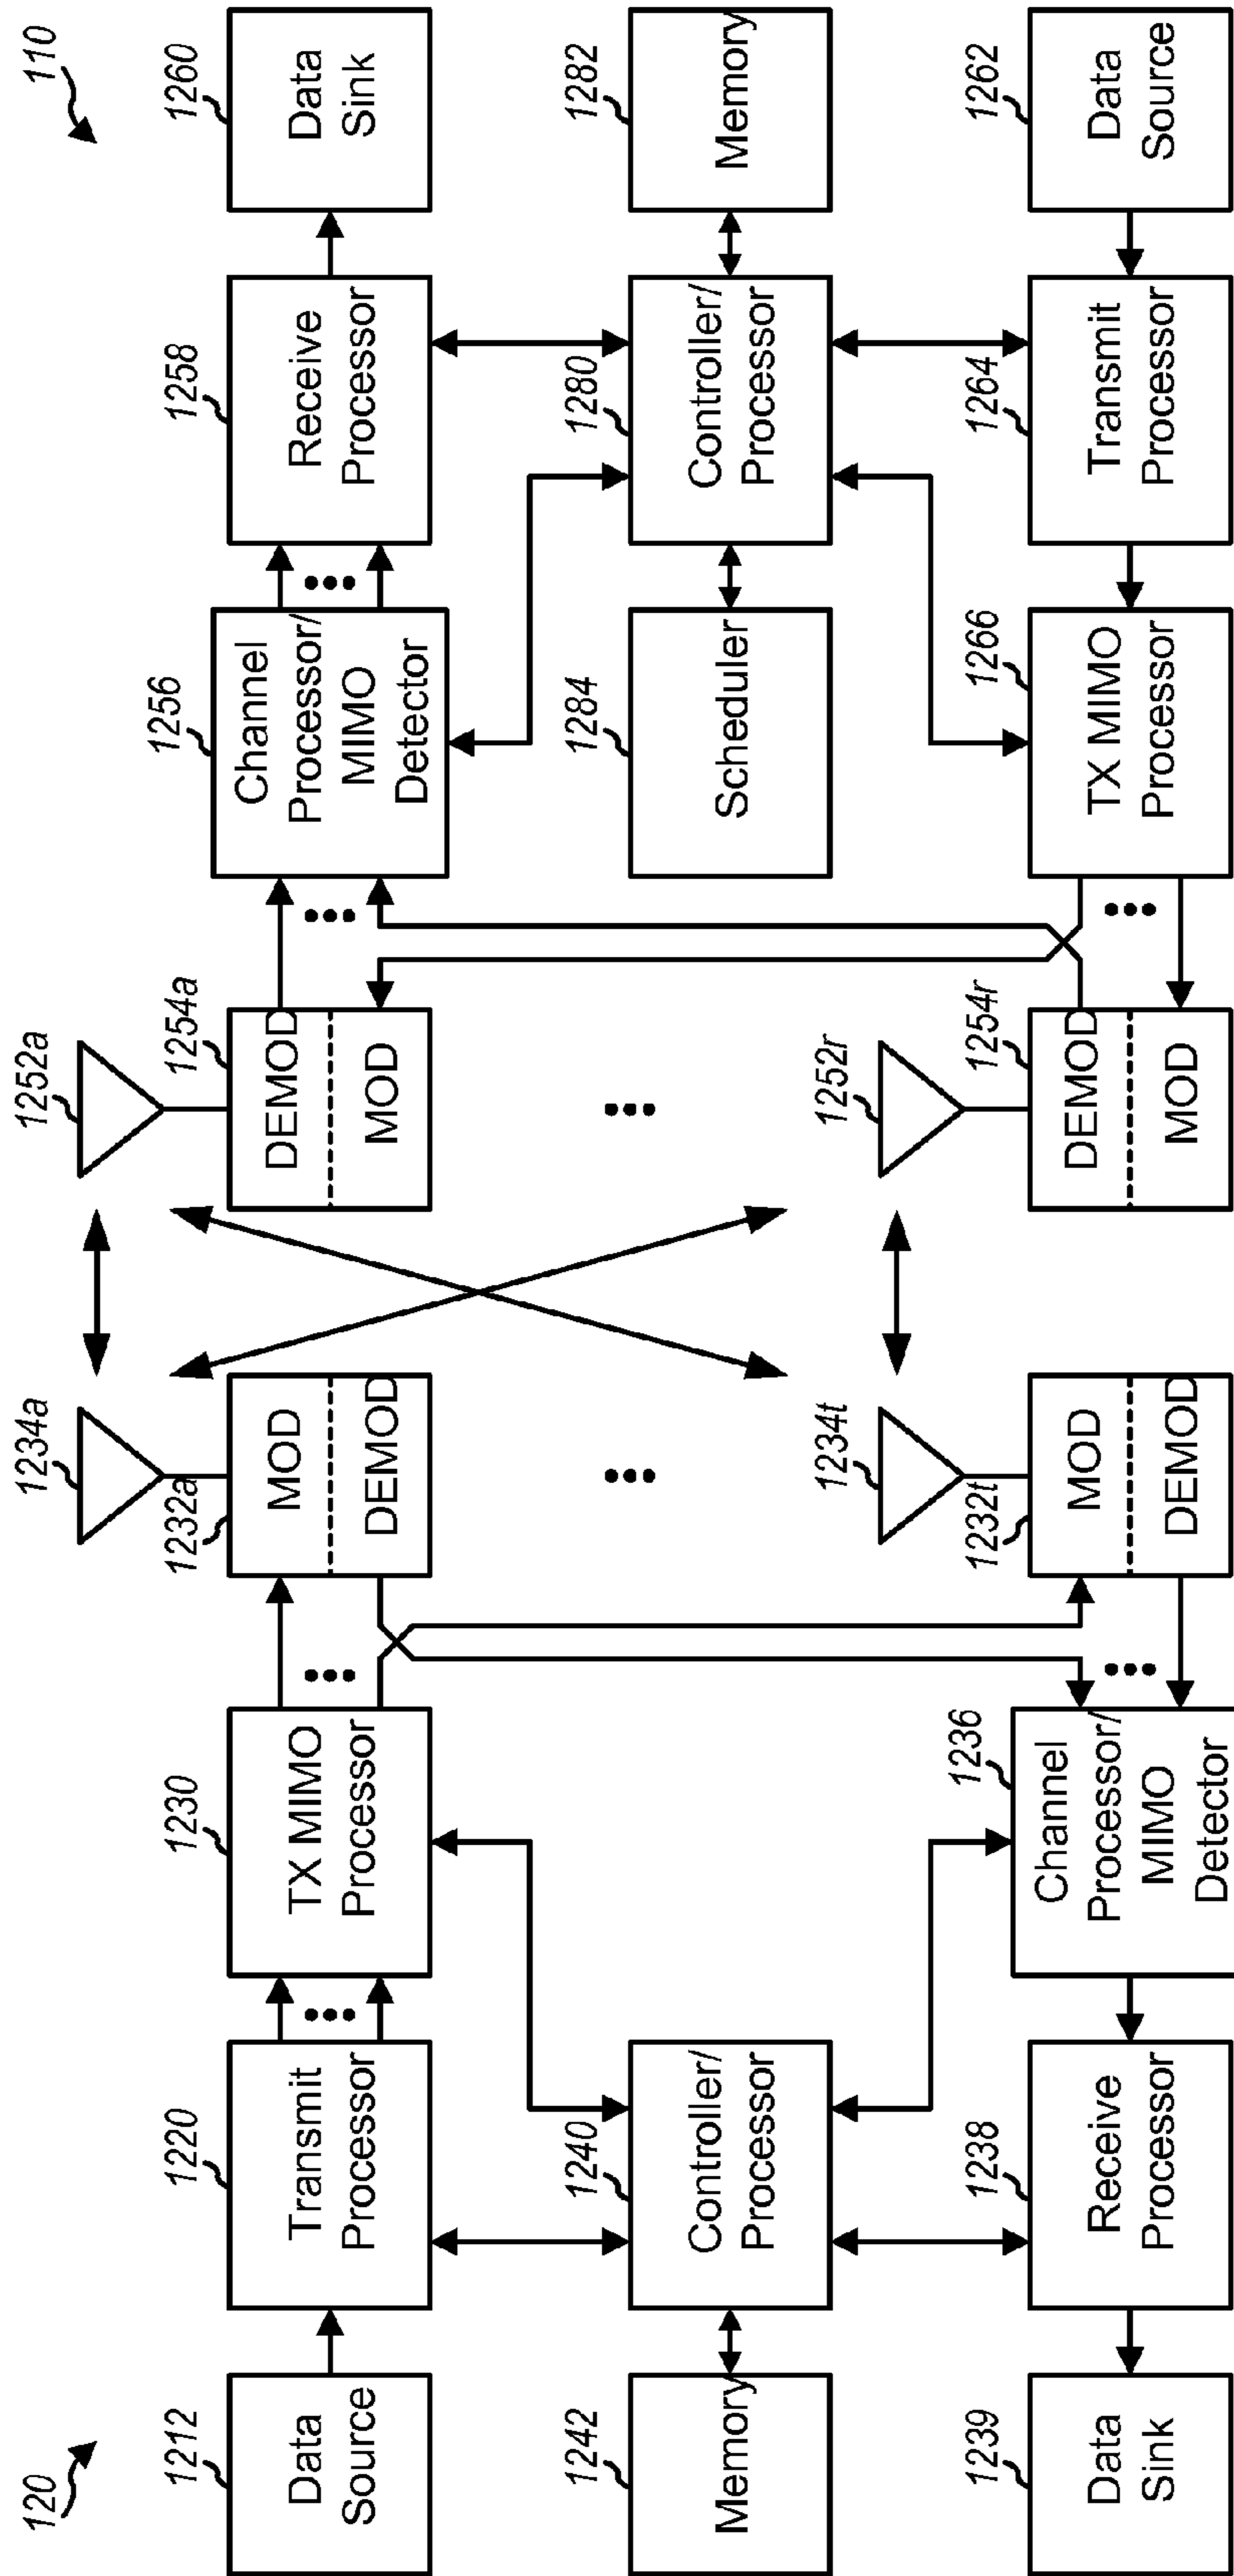 120
110
1212
Data
Source
1220
Transmit
Processor
1230
TX MIMO
Processor
1234a
1232a
MOD
DEMOD
1252a
1254a
DEMOD
MOD
1256
Channel
Processor/
MIMO
Detector
1258
Receive
Processor
1260
Data
Sink
1242
Memory
1240
Controller/
Processor
1284
Scheduler
1280
Controller/
Processor
1282
Memory
1239
Data
Sink
1238
Receive
Processor
1236
Channel
Processor/
MIMO
Detector
1234t
1232t
MOD
DEMOD
1252r
1254r
DEMOD
MOD
1266
TX MIMO
Processor
1264
Transmit
Processor
1262
Data
Source